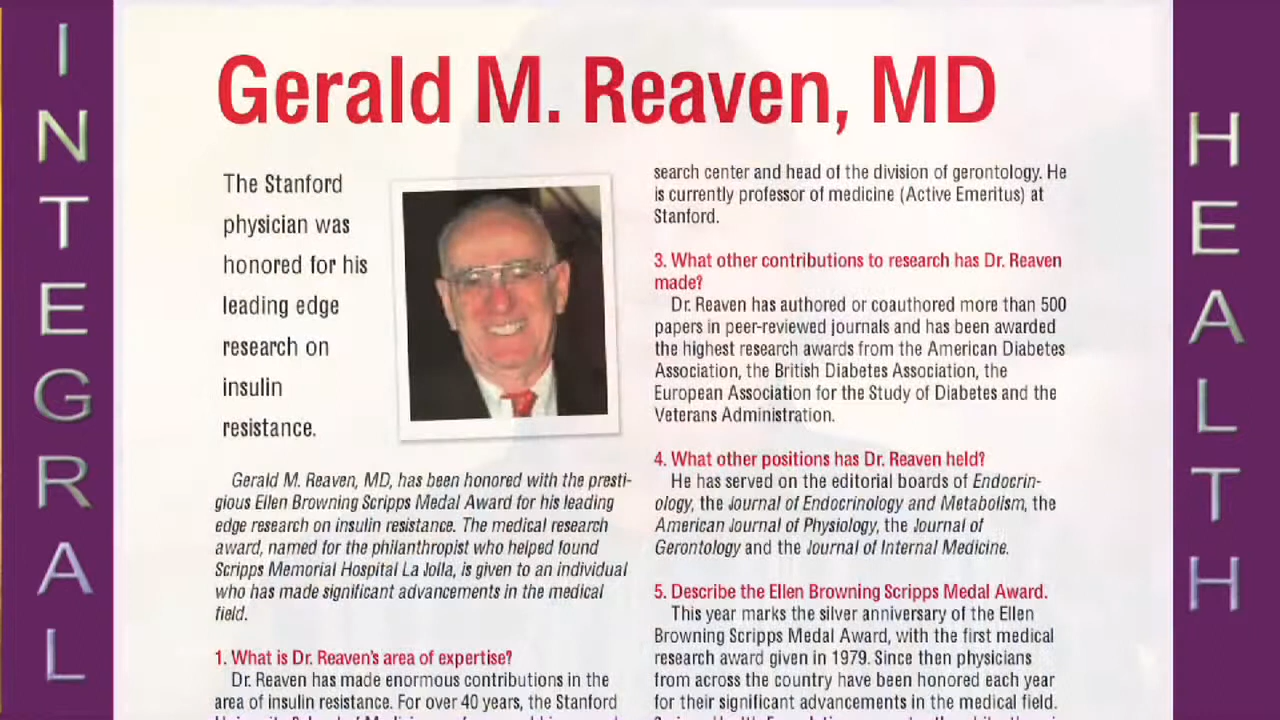 INTEGRAL
Gerald M. Reaven, MD
The Stanford
physician was
honored for his
leading edge
research on
insulin
resistance.
Gerald M. Reaven, MD, has been honored with the presti-
gious Ellen Browning Scripps Medal Award for his leading
edge research on insulin resistance. The medical research
award, named for the philanthropist who helped found
Scripps Memorial Hospital La Jolla, is given to an individual
who has made significant advancements in the medical
field.
1. What is Dr. Reaven's area of expertise?
Dr. Reaven has made enormous contributions in the
area of insulin resistance. For over 40 years, the Stanford
search center and head of the division of gerontology. He
is currently professor of medicine (Active Emeritus) at
Stanford.
3. What other contributions to research has Dr. Reaven
made?
Dr. Reaven has authored or coauthored more than 500
papers in peer-reviewed journals and has been awarded
the highest research awards from the American Diabetes
Association, the British Diabetes Association, the
European Association for the Study of Diabetes and the
Veterans Administration.
4. What other positions has Dr. Reaven held?
He has served on the editorial boards of Endocrin-
ology, the Journal of Endocrinology and Metabolism, the
American Journal of Physiology, the Journal of
Gerontology and the Journal of Internal Medicine.
5. Describe the Ellen Browning Scripps Medal Award.
This year marks the silver anniversary of the Ellen
Browning Scripps Medal Award, with the first medical
research award given in 1979. Since then physicians
from across the country have been honored each year
for their significant advancements in the medical field.
HEALTH